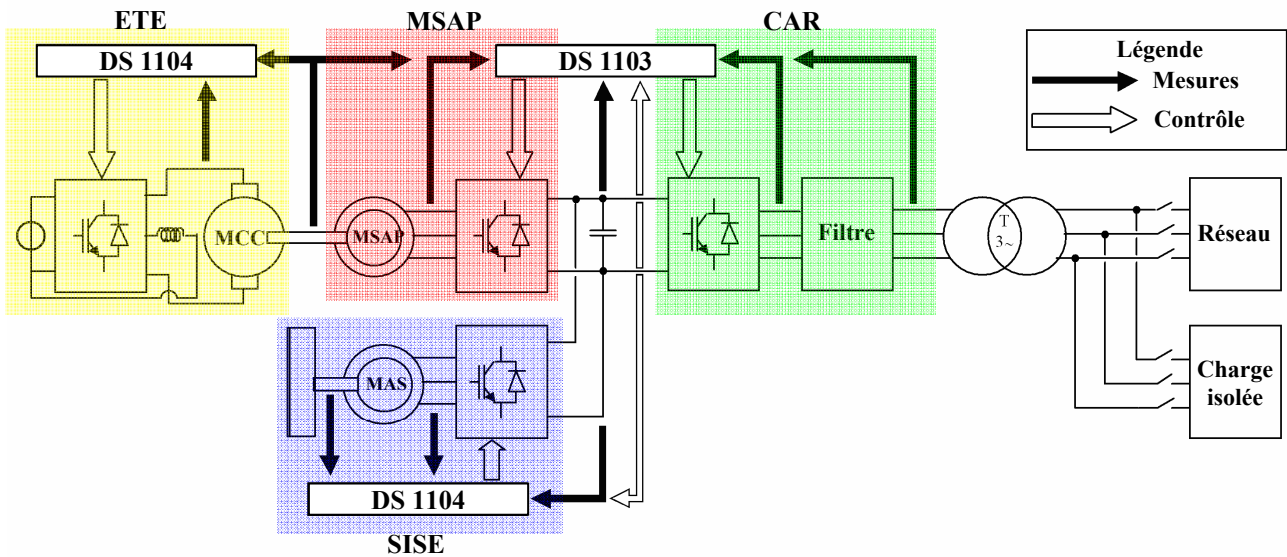 ETE
MSAP
CAR
DS 1104
DS 1103
Légende
Mesures
Contrôle
MCC
MSAP
Filtre
T
3~
Réseau
MAS
Charge
isolée
DS 1104
SISE